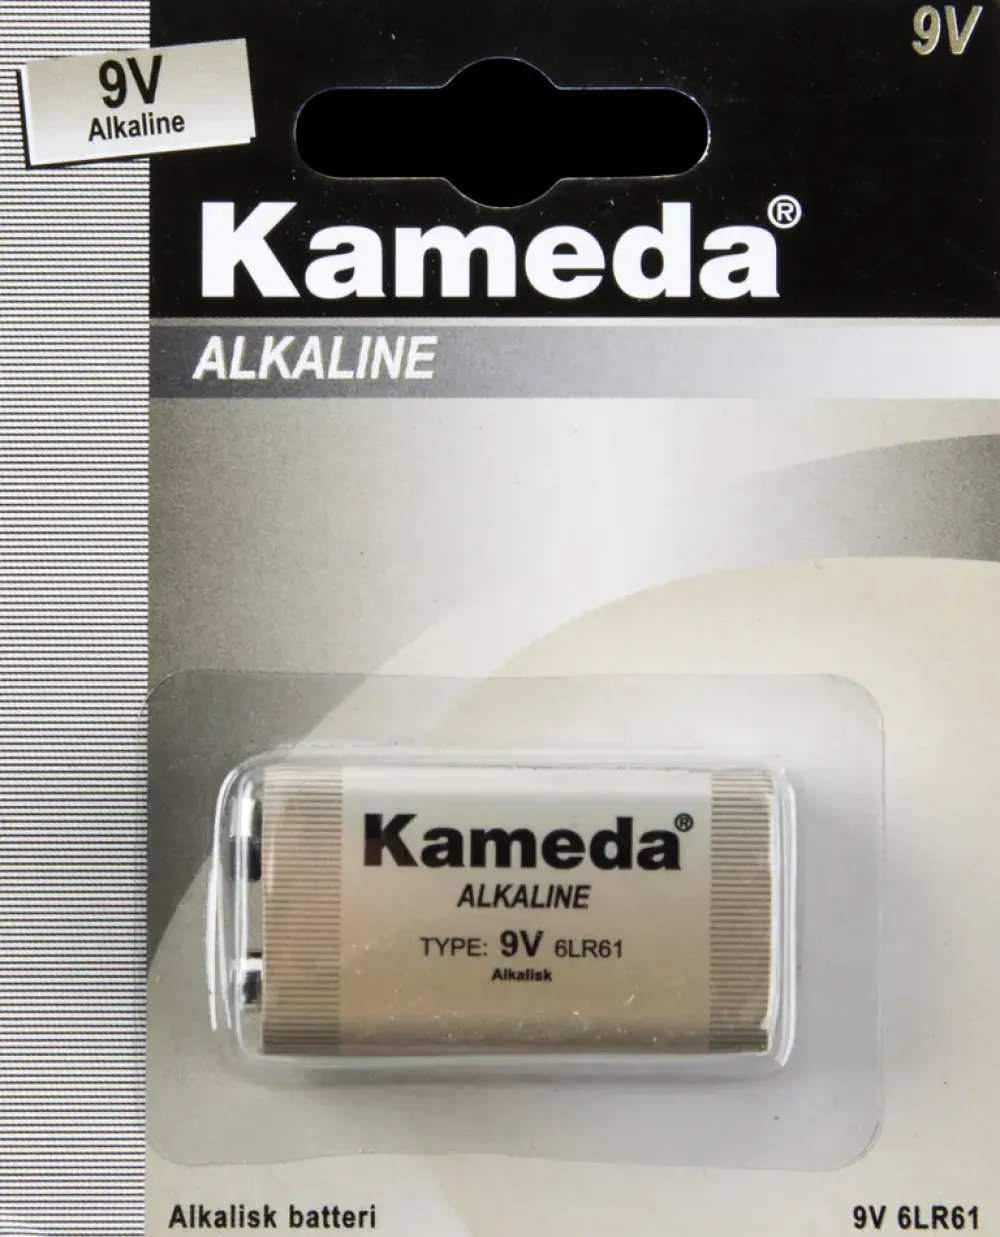 9V
9V
Alkaline
Kameda®
ALKALINE
Kameda®
ALKALINE
TYPE: 9V 6LR61
Alkalisk
Alkalisk batteri
9V 6LR61